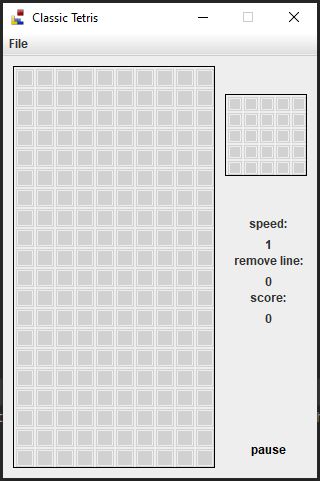 Classic Tetris
File
speed:
1
remove line:
0
score:
0
pause